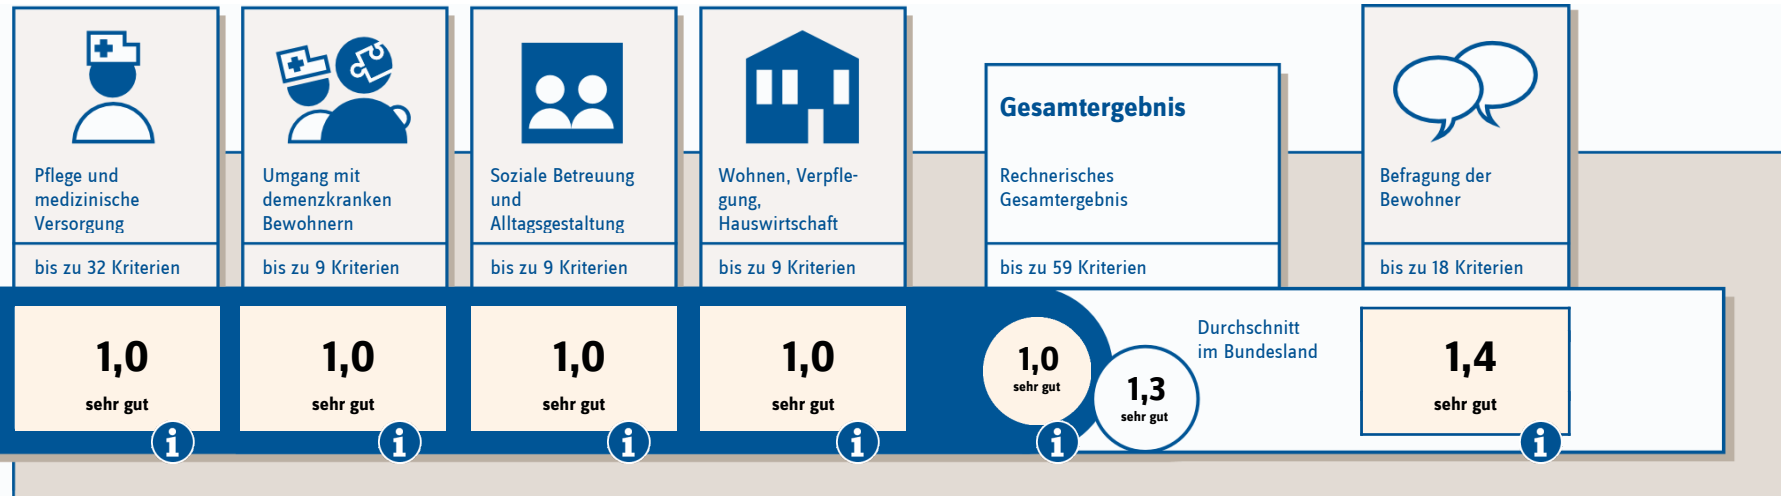 Pflege und
medizinische
Versorgung
bis zu 32 Kriterien
1,0
sehr gut
i
Umgang mit
demenzkranken
Bewohnern
bis zu 9 Kriterien
1,0
sehr gut
i
Soziale Betreuung
und
Alltagsgestaltung
bis zu 9 Kriterien
1,0
sehr gut
i
Wohnen, Verpfle-
gung,
Hauswirtschaft
bis zu 9 Kriterien
1,0
sehr gut
i
Gesamtergebnis
Rechnerisches
Gesamtergebnis
bis zu 59 Kriterien
1,0
sehr gut
i
1,3
sehr gut
Durchschnitt
im Bundesland
Befragung der
Bewohner
bis zu 18 Kriterien
1,4
sehr gut
i